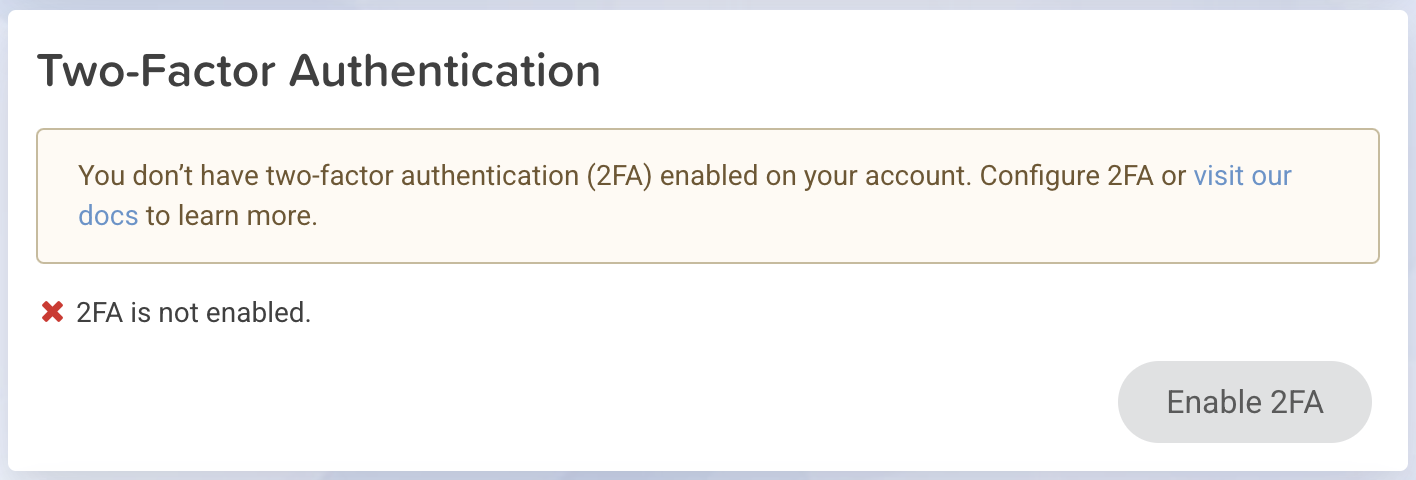 Two-Factor Authentication
You don’t have two-factor authentication (2FA) enabled on your account. Configure 2FA or visit our
docs to learn more.
2FA is not enabled.
Enable 2FA